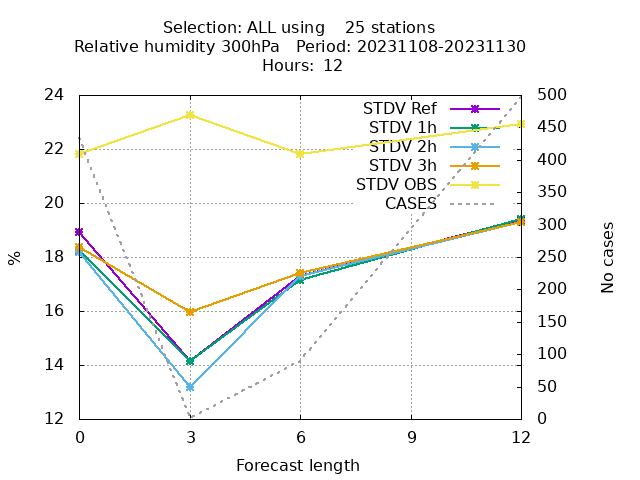 Selection: ALL using    25 stations
Relative humidity 300hPa   Period: 20231108-20231130
Hours:  12
24
22
20
18
16
14
12
%
500
450
400
350
300
250
200
150
100
50
0
No cases
STDV Ref
STDV 1h
STDV 2h
STDV 3h
STDV OBS
CASES
0 3 6 9 12
Forecast length